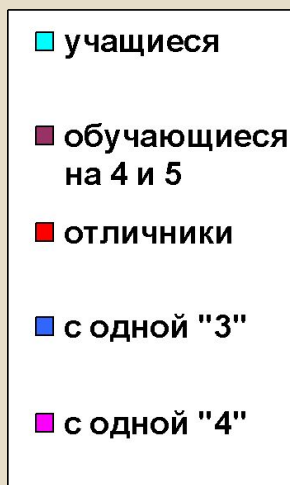 учащиеся
обучающиеся
на 4 и 5
отличники
с одной "3"
с одной "4"